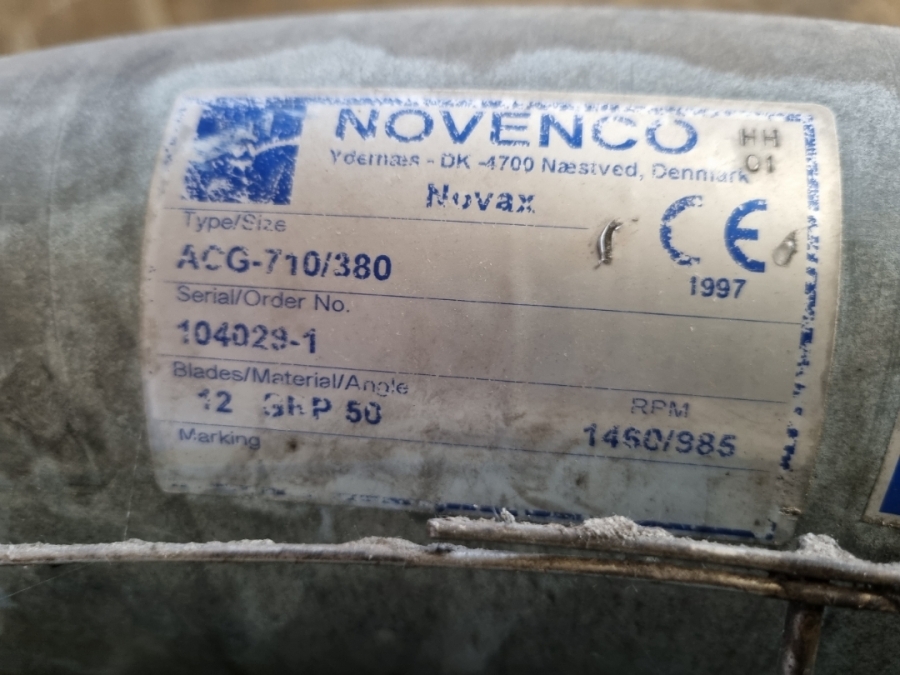 NOVENCO
HH
01
Ydernæs - DK -4700 Næstved, Denmark
Novax
Type/Size
CE
ACG-710/380
1997
Serial/Order No.
104029-1
Blades/Material/Angle
12 50
RPM
1460/985
Marking